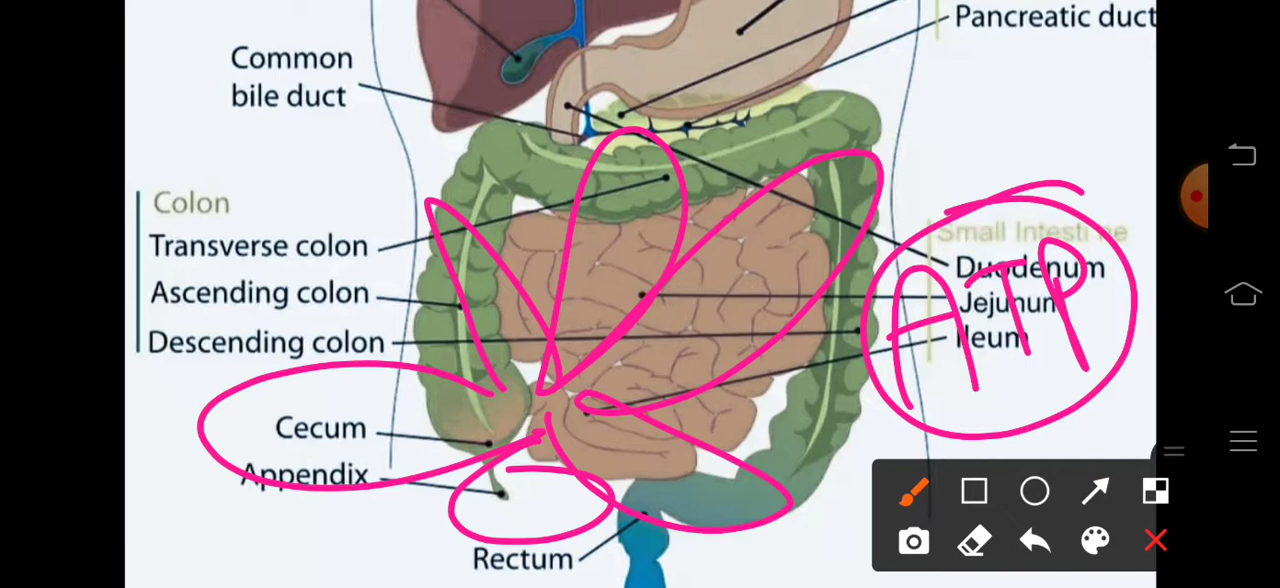 Pancreatic duct
Common
bile duct
Colon
Transverse colon
Ascending colon
Descending colon
Cecum
Appendix
Rectum
Small Intestine
Duodenum
Jejunum
Ileum
ATP